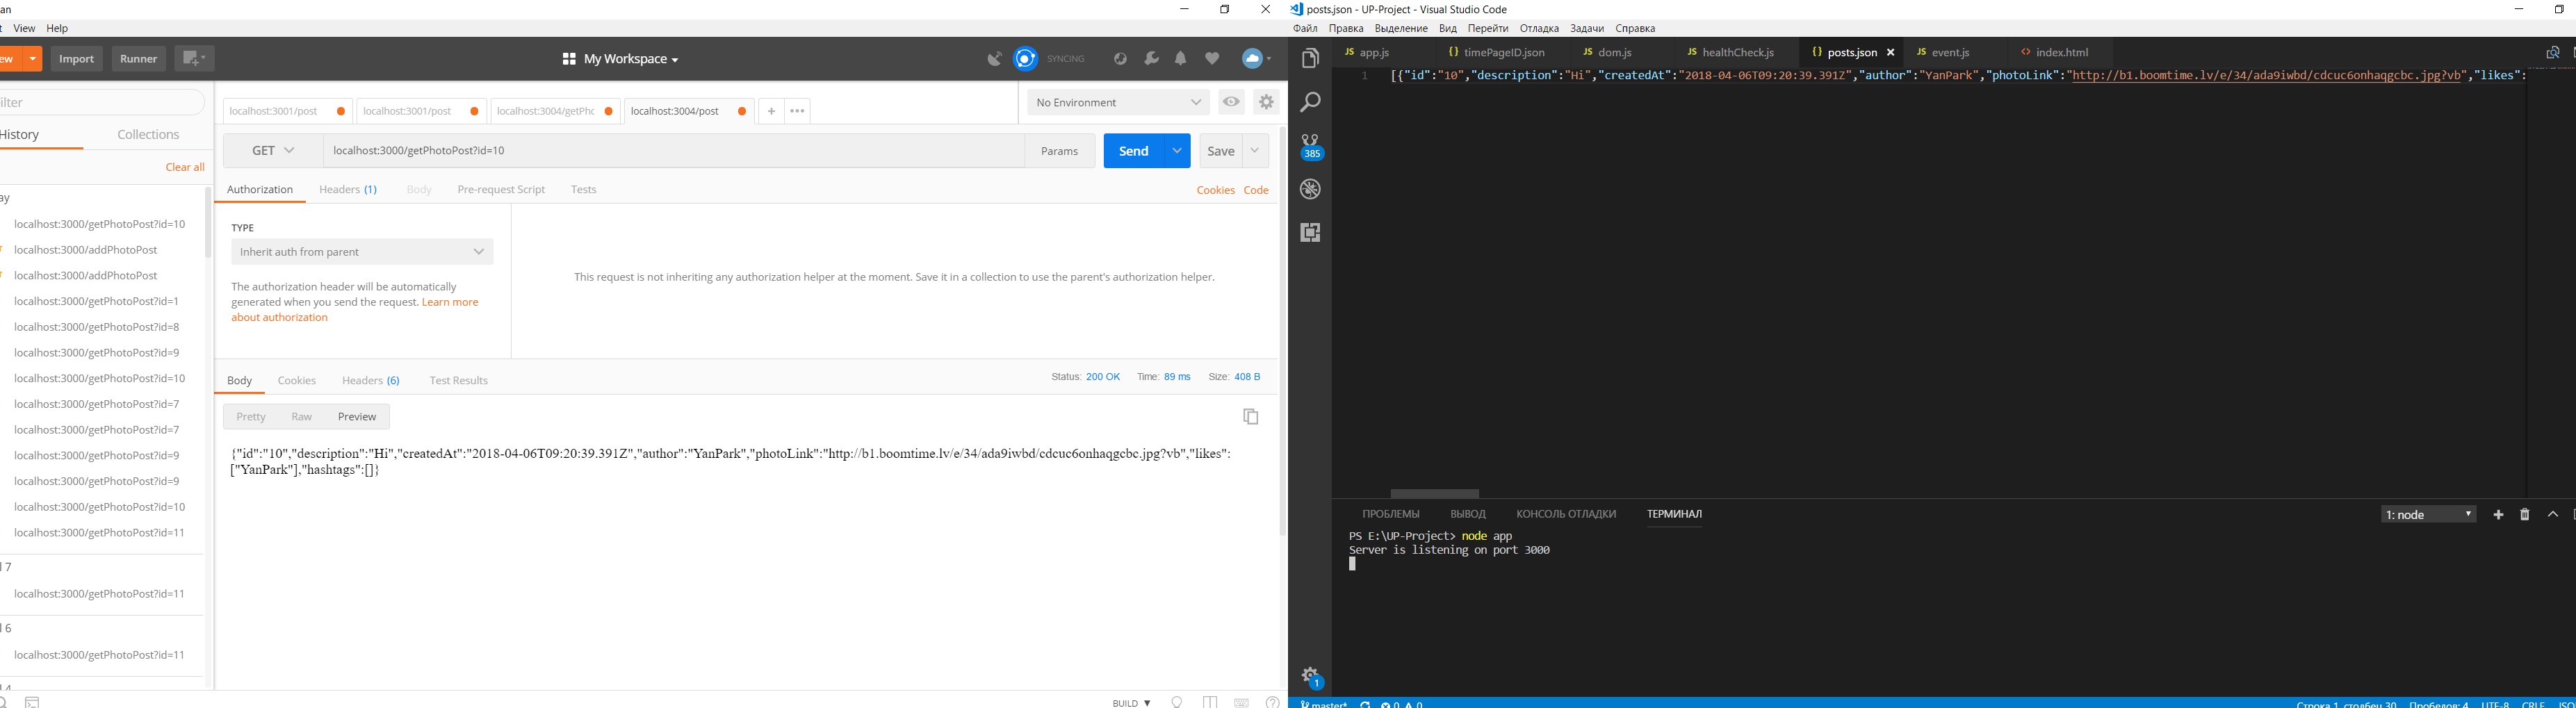 an
View Help
ew Import Runner My Workspace SYNCING
ilter
History Collections
Clear all
ay
localhost:3000/getPhotoPost?id=10
localhost:3000/addPhotoPost
localhost:3000/addPhotoPost
localhost:3000/getPhotoPost?id=1
localhost:3000/getPhotoPost?id=8
localhost:3000/getPhotoPost?id=9
localhost:3000/getPhotoPost?id=10
localhost:3000/getPhotoPost?id=7
localhost:3000/getPhotoPost?id=7
localhost:3000/getPhotoPost?id=9
localhost:3000/getPhotoPost?id=9
localhost:3000/getPhotoPost?id=10
localhost:3000/getPhotoPost?id=11
l 7
localhost:3000/getPhotoPost?id=11
l 6
localhost:3000/getPhotoPost?id=11
localhost:3001/post localhost:3001/post localhost:3004/getPhc localhost:3004/post + ••• No Environment
GET localhost:3000/getPhotoPost?id=10 Params Send Save
Authorization Headers (1) Body Pre-request Script Tests Cookies Code
TYPE
Inherit auth from parent
The authorization header will be automatically
generated when you send the request. Learn more
about authorization
This request is not inheriting any authorization helper at the moment. Save it in a collection to use the parent's authorization helper.
Body Cookies Headers (6) Test Results Status: 200 OK Time: 89 ms Size: 408 B
Pretty Raw Preview
{"id":"10","description":"Hi","createdAt":"2018-04-06T09:20:39.391Z","author":"YanPark","photoLink":"http://b1.boomtime.lv/e/34/ada9iwbd/cdcuc6onhaqgcbc.jpg?vb","likes":
["YanPark"],"hashtags":[]}
BUILD
posts.json - UP-Project - Visual Studio Code
Файл Правка Выделение Вид Перейти Отладка Задачи Справка
JS app.js {} timePageID.json JS dom.js JS healthCheck.js {} posts.json JS event.js <> index.html
1 [{"id":"10","description":"Hi","createdAt":"2018-04-06T09:20:39.391Z","author":"YanPark","photoLink":"http://b1.boomtime.lv/e/34/ada9iwbd/cdcuc6onhaqgcbc.jpg?vb","likes":
385
ПРОБЛЕМЫ ВЫВОД КОНСОЛЬ ОТЛАДКИ ТЕРМИНАЛ 1: node
PS E:\UP-Project> node app
Server is listening on port 3000
1
master* 0 0 Строка 1, столбец 30 Пробелов: 4 UTF-8 CRLF JSO